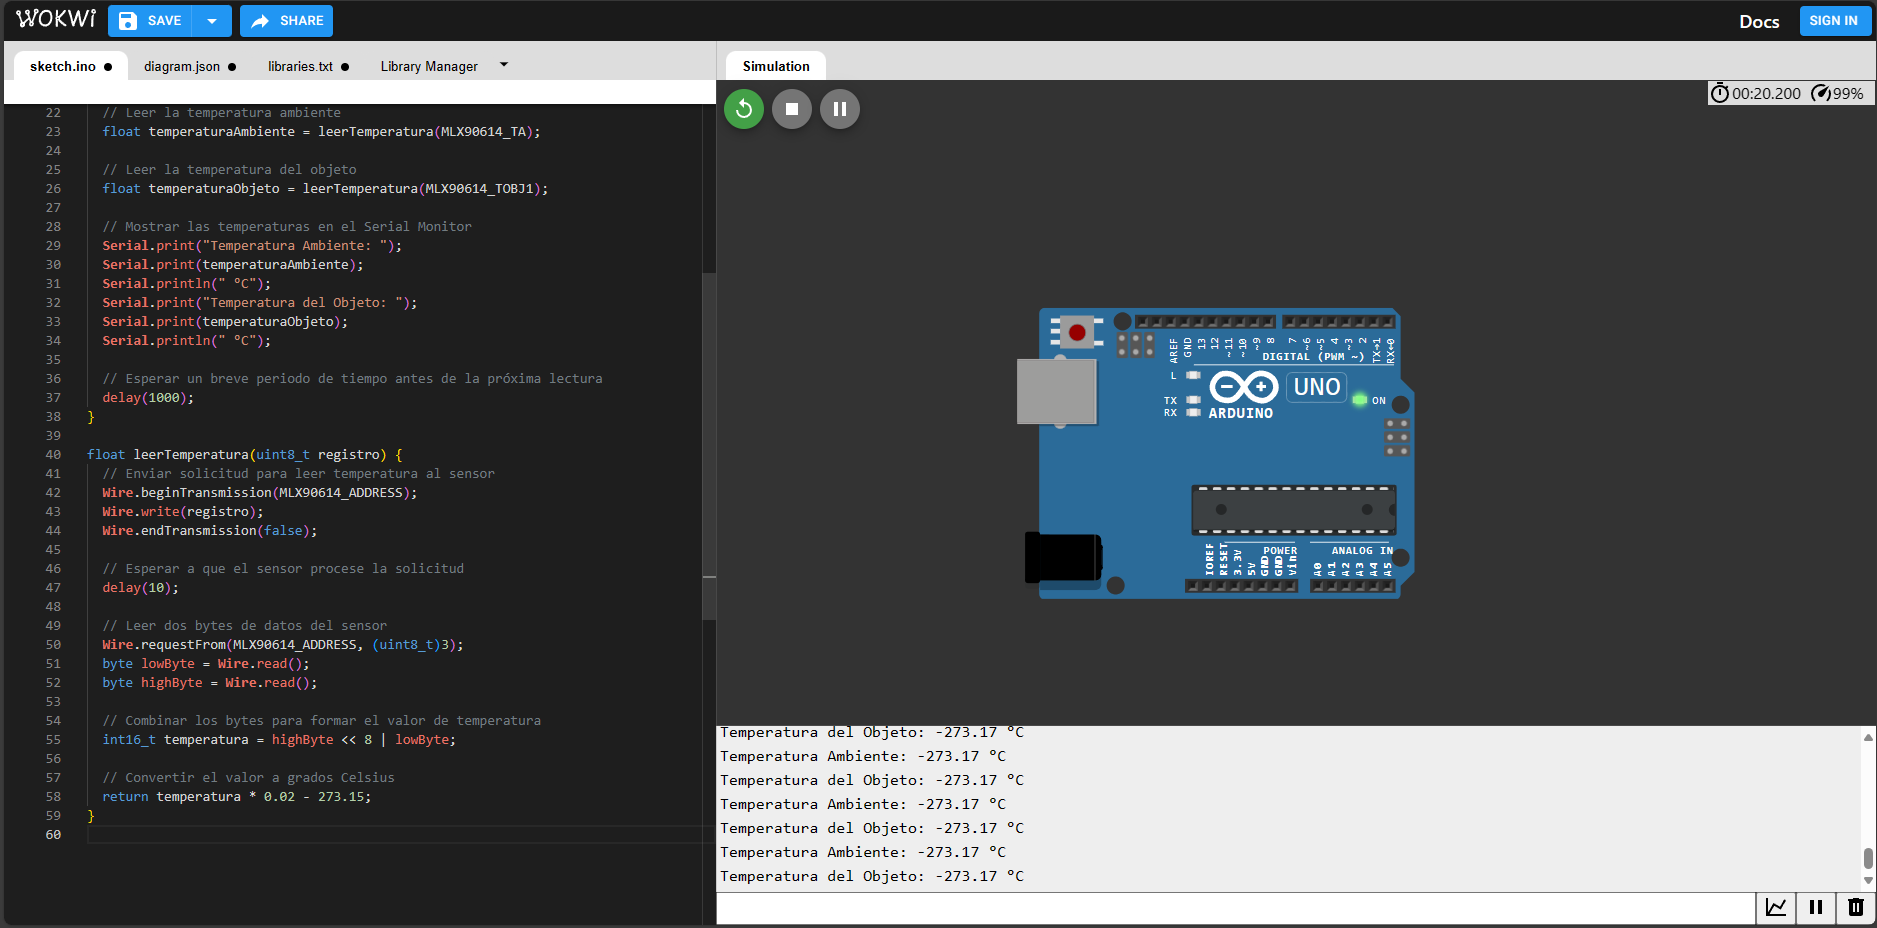 WOKWi
SAVE
SHARE
Docs
SIGN IN
sketch.ino ●
diagram.json ●
libraries.txt ●
Library Manager
Simulation
00:20.200
99%
22 // Leer la temperatura ambiente
23 float temperaturaAmbiente = leerTemperatura(MLX90614_TA);
24
25 // Leer la temperatura del objeto
26 float temperaturaObjeto = leerTemperatura(MLX90614_TOBJ1);
27
28 // Mostrar las temperaturas en el Serial Monitor
29 Serial.print("Temperatura Ambiente: ");
30 Serial.print(temperaturaAmbiente);
31 Serial.println(" °C");
32 Serial.print("Temperatura del Objeto: ");
33 Serial.print(temperaturaObjeto);
34 Serial.println(" °C");
35
36 // Esperar un breve periodo de tiempo antes de la próxima lectura
37 delay(1000);
38 }
39
40 float leerTemperatura(uint8_t registro) {
41 // Enviar solicitud para leer temperatura al sensor
42 Wire.beginTransmission(MLX90614_ADDRESS);
43 Wire.write(registro);
44 Wire.endTransmission(false);
45
46 // Esperar a que el sensor procese la solicitud
47 delay(10);
48
49 // Leer dos bytes de datos del sensor
50 Wire.requestFrom(MLX90614_ADDRESS, (uint8_t)3);
51 byte lowByte = Wire.read();
52 byte highByte = Wire.read();
53
54 // Combinar los bytes para formar el valor de temperatura
55 int16_t temperatura = highByte << 8 | lowByte;
56
57 // Convertir el valor a grados Celsius
58 return temperatura * 0.02 - 273.15;
59 }
60
AREF GND 13 12 ~11 ~10 ~9 8 7 ~6 ~5 4 ~3 2 TX→1 RX←0
DIGITAL (PWM ~)
L
TX
RX
UNO
ARDUINO
ON
POWER
ANALOG IN
IOREF RESET 3.3V 5V GND GND Vin A0 A1 A2 A3 A4 A5
Temperatura del Objeto: -273.17 °C
Temperatura Ambiente: -273.17 °C
Temperatura del Objeto: -273.17 °C
Temperatura Ambiente: -273.17 °C
Temperatura del Objeto: -273.17 °C
Temperatura Ambiente: -273.17 °C
Temperatura del Objeto: -273.17 °C